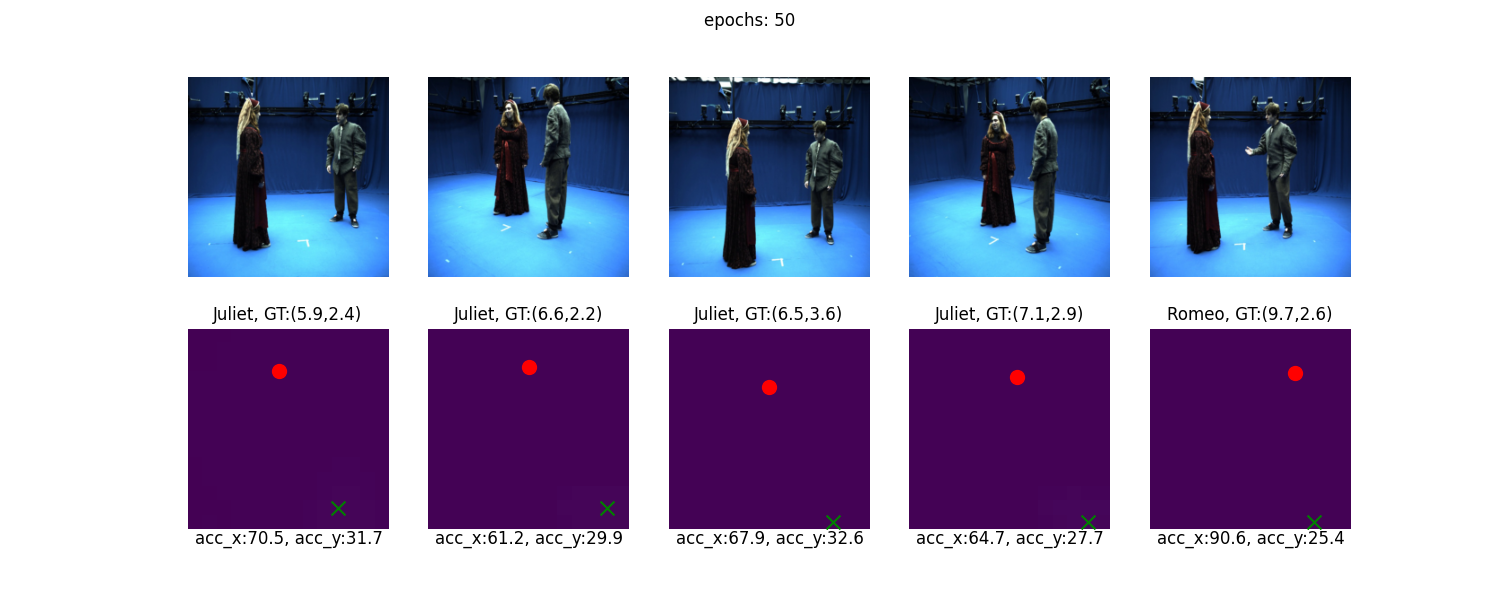 epochs: 50
Juliet, GT:(5.9,2.4)
Juliet, GT:(6.6,2.2)
Juliet, GT:(6.5,3.6)
Juliet, GT:(7.1,2.9)
Romeo, GT:(9.7,2.6)
acc_x:70.5, acc_y:31.7
acc_x:61.2, acc_y:29.9
acc_x:67.9, acc_y:32.6
acc_x:64.7, acc_y:27.7
acc_x:90.6, acc_y:25.4